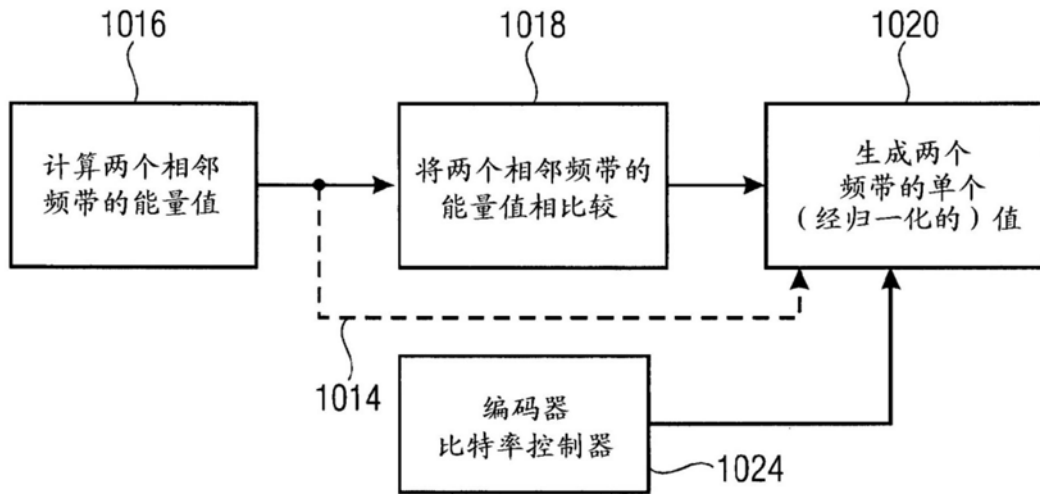 1016
1018
1020
计算两个相邻
频带的能量值
将两个相邻频带的
能量值相比较
生成两个
频带的单个
（经归一化的）值
1014
编码器
比特率控制器
1024